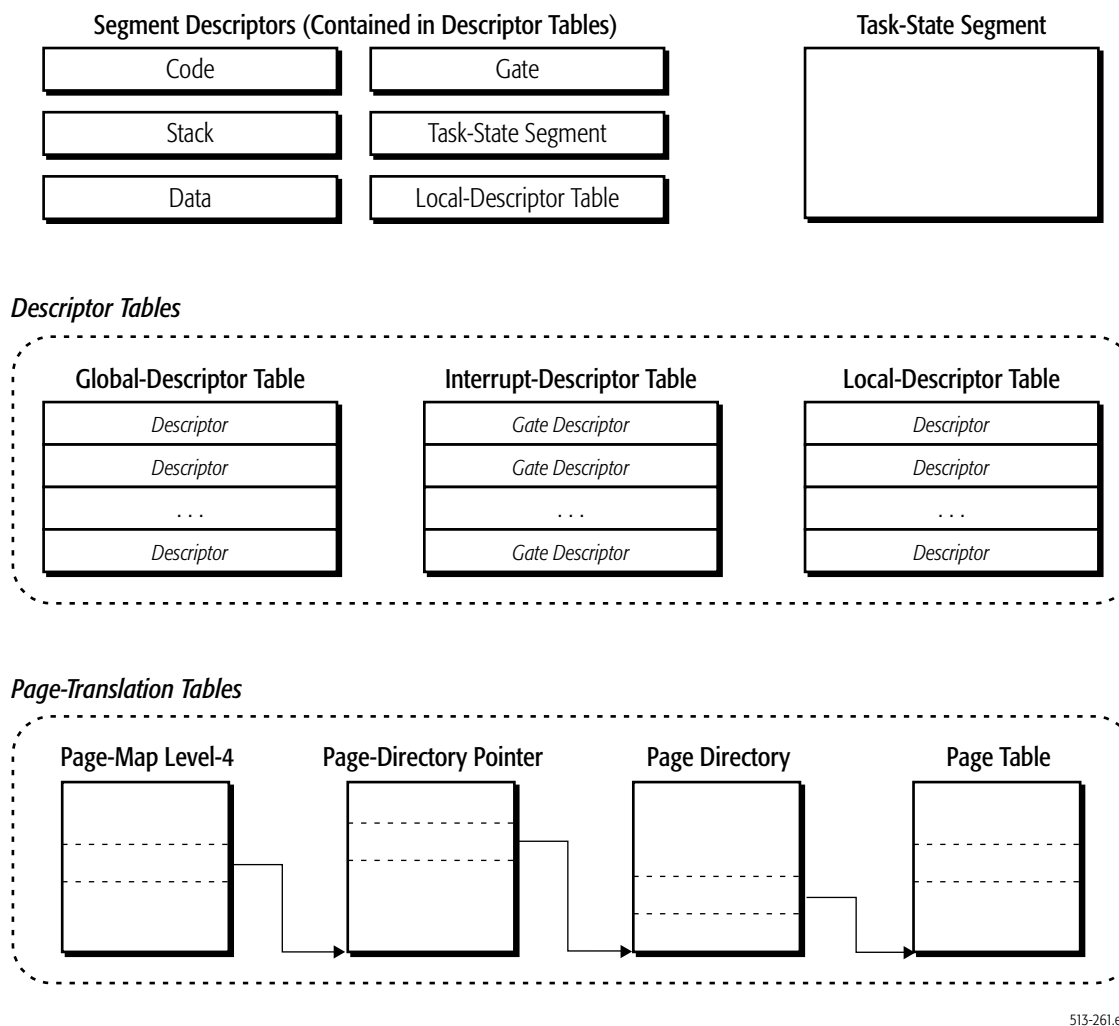 Segment Descriptors (Contained in Descriptor Tables)
Task-State Segment
Code
Gate
Stack
Task-State Segment
Data
Local-Descriptor Table
Descriptor Tables
Global-Descriptor Table
Interrupt-Descriptor Table
Local-Descriptor Table
Descriptor
Gate Descriptor
Descriptor
Descriptor
Gate Descriptor
Descriptor
. . .
. . .
. . .
Descriptor
Gate Descriptor
Descriptor
Page-Translation Tables
Page-Map Level-4
Page-Directory Pointer
Page Directory
Page Table
513-261.e